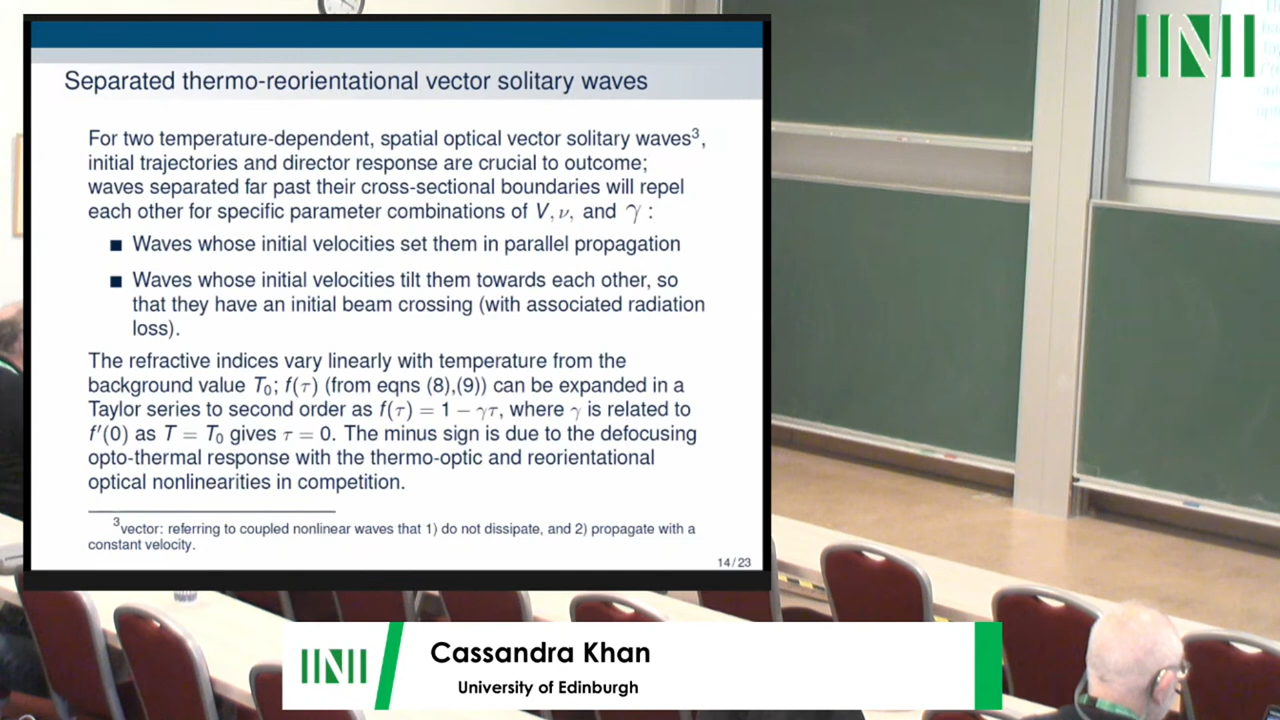 Separated thermo-reorientational vector solitary waves
For two temperature-dependent, spatial optical vector solitary waves³,
initial trajectories and director response are crucial to outcome;
waves separated far past their cross-sectional boundaries will repel
each other for specific parameter combinations of V, ν, and γ :
■ Waves whose initial velocities set them in parallel propagation
■ Waves whose initial velocities tilt them towards each other, so
that they have an initial beam crossing (with associated radiation
loss).
The refractive indices vary linearly with temperature from the
background value T₀; f(τ) (from eqns (8),(9)) can be expanded in a
Taylor series to second order as f(τ) = 1 − γτ, where γ is related to
f′(0) as T = T₀ gives τ = 0. The minus sign is due to the defocusing
opto-thermal response with the thermo-optic and reorientational
optical nonlinearities in competition.
³vector: referring to coupled nonlinear waves that 1) do not dissipate, and 2) propagate with a
constant velocity.
14/23
INI
INI
Cassandra Khan
University of Edinburgh